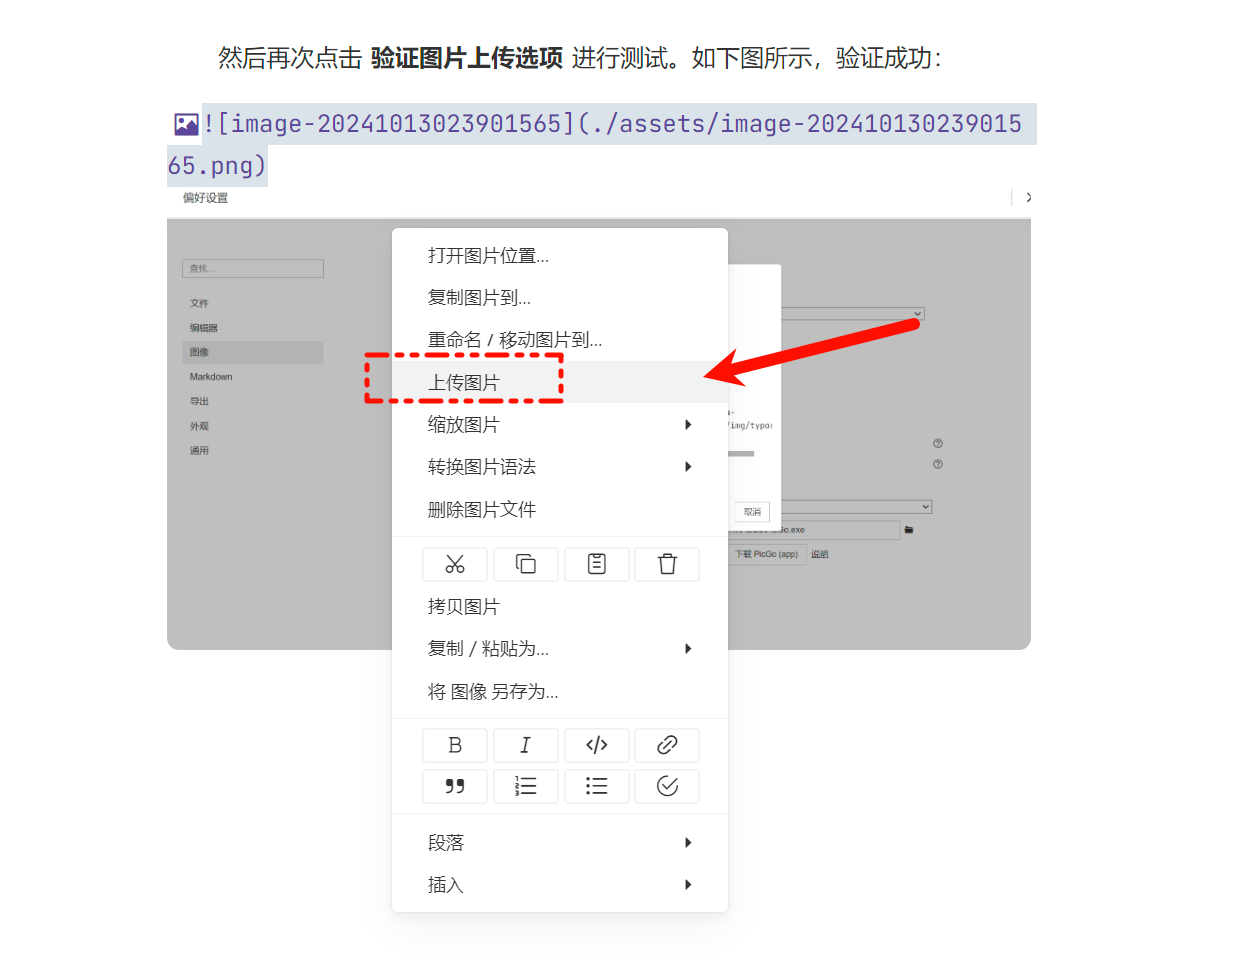 然后再次点击 验证图片上传选项 进行测试。如下图所示，验证成功：
![image-20241013023901565](./assets/image-202410130239015
65.png)
偏好设置
查找...
文件
编辑器
图像
Markdown
导出
外观
通用
打开图片位置...
复制图片到...
重命名 / 移动图片到...
上传图片
缩放图片
转换图片语法
删除图片文件
/img/typor
取消
下载 PicGo (app)
说明
拷贝图片
复制 / 粘贴为...
将 图像 另存为...
B
I
段落
插入